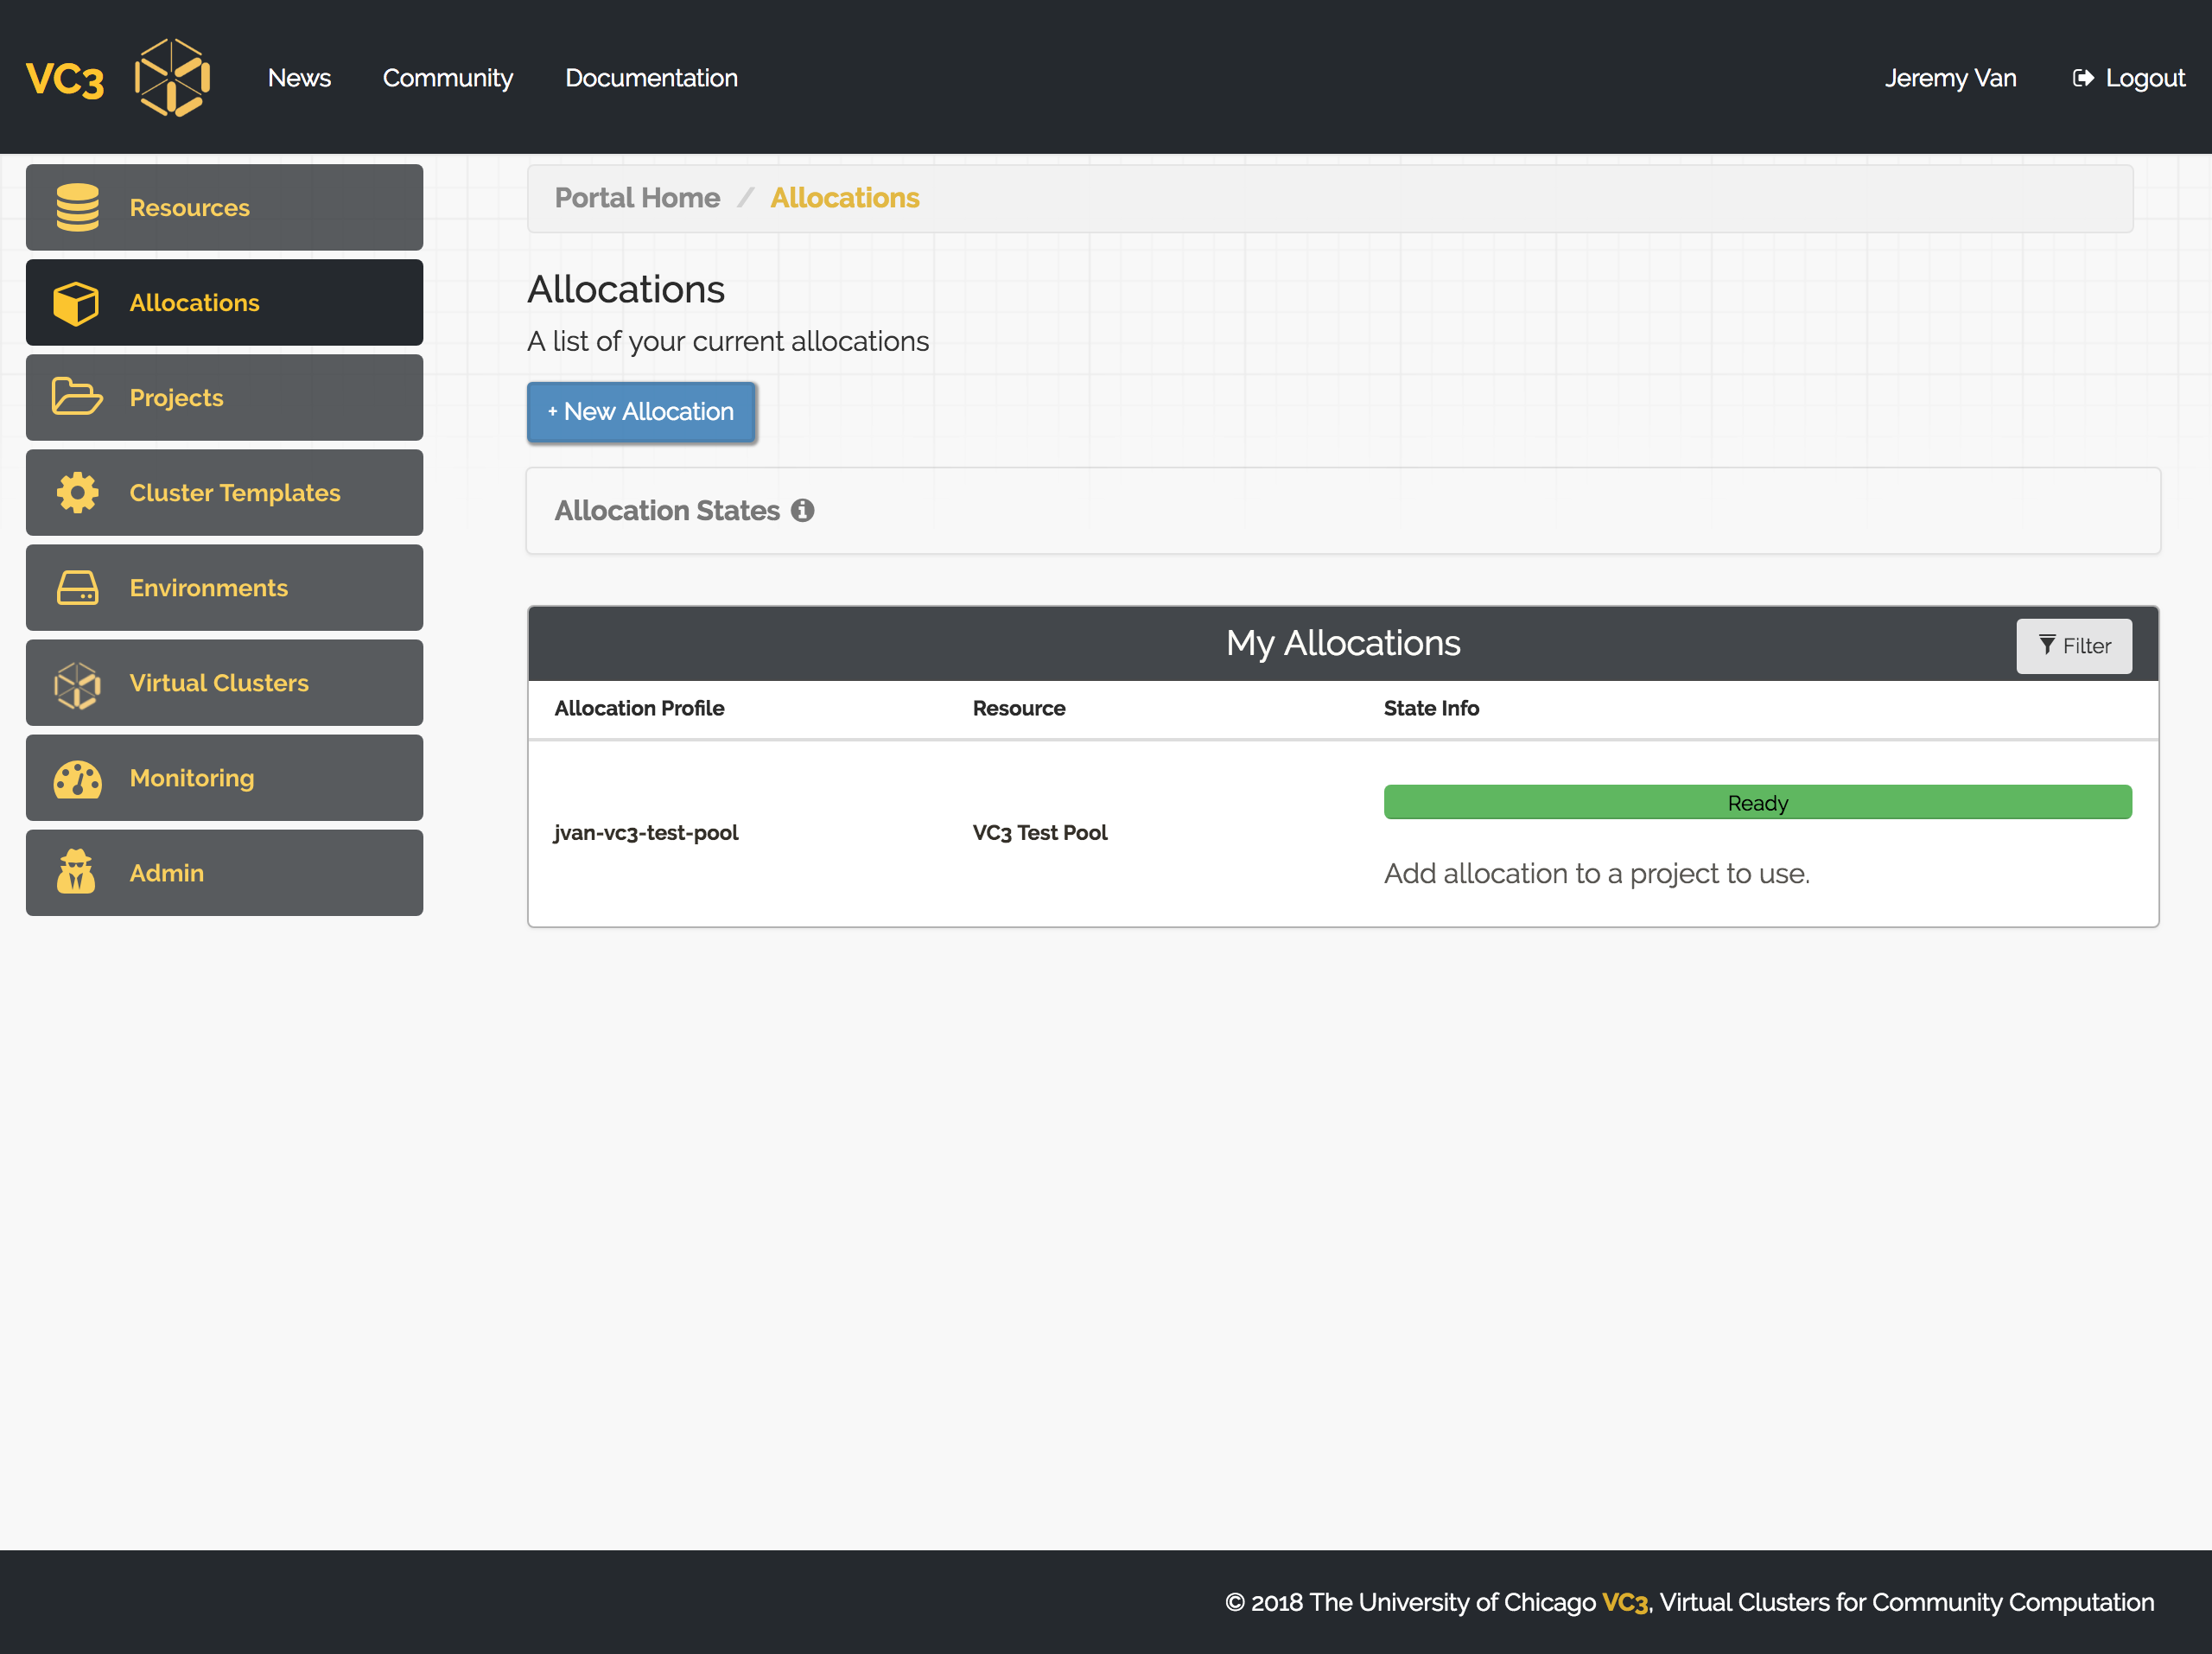 VC3 News Community Documentation Jeremy Van Logout
Resources
Allocations
Projects
Cluster Templates
Environments
Virtual Clusters
Monitoring
Admin
Portal Home / Allocations
Allocations
A list of your current allocations
+ New Allocation
Allocation States
My Allocations Filter
Allocation Profile Resource State Info
Ready
jvan-vc3-test-pool VC3 Test Pool
Add allocation to a project to use.
© 2018 The University of Chicago VC3, Virtual Clusters for Community Computation